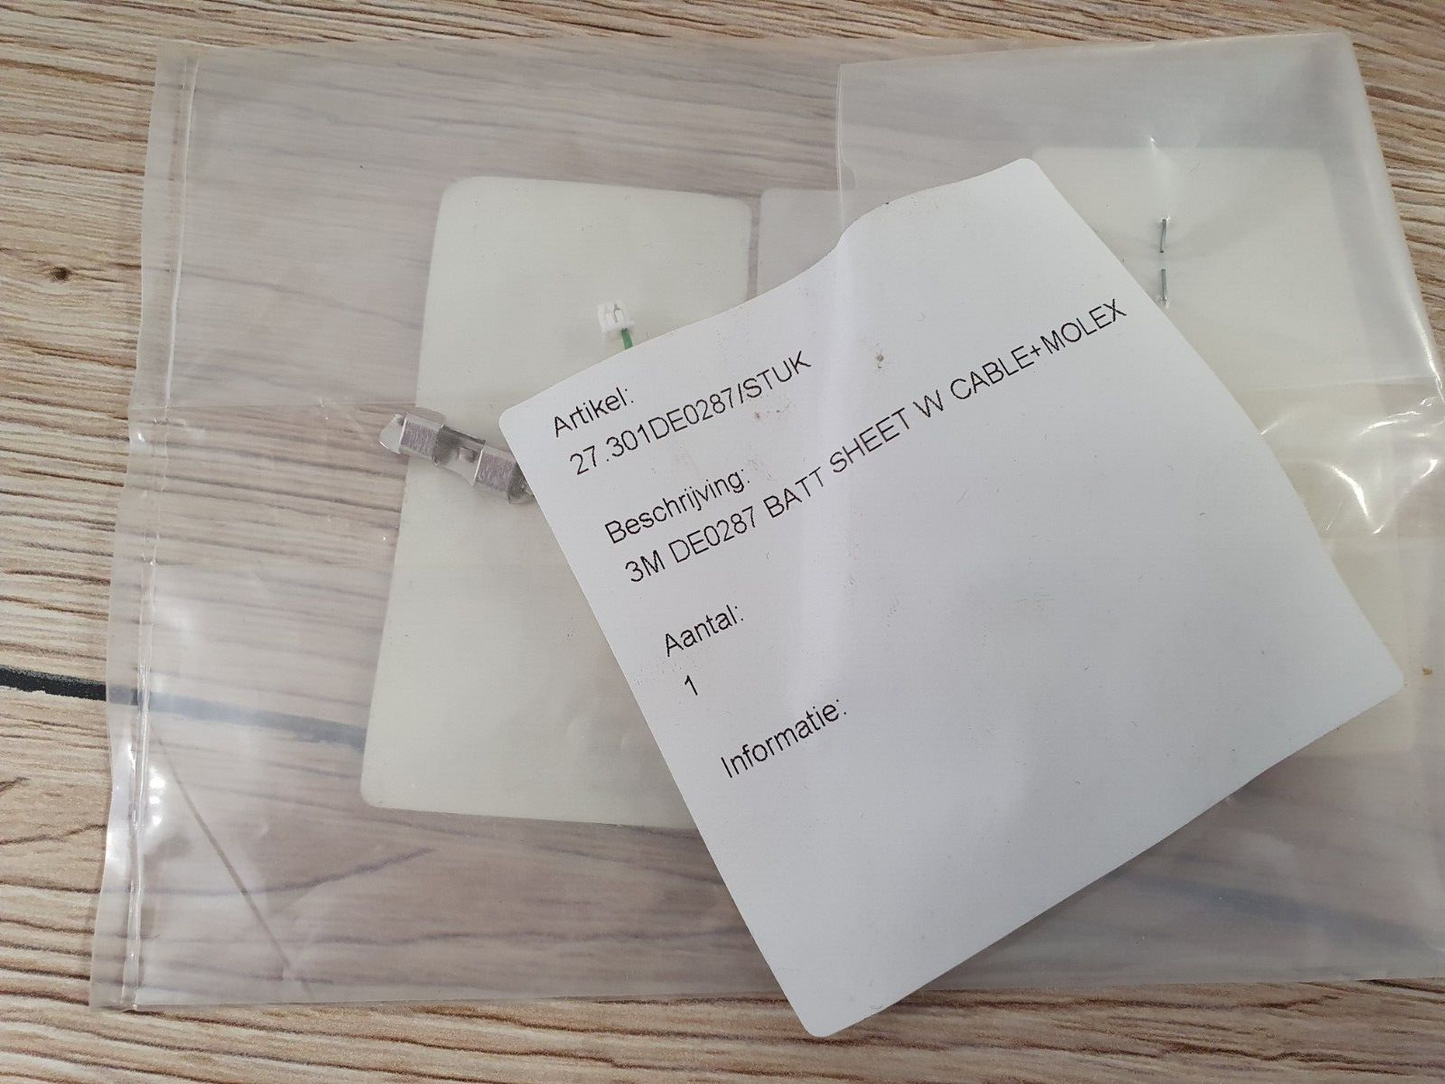 Artikel:
27.301DE0287/STUK
Beschrijving:
3M DE0287 BATT SHEET W CABLE+MOLEX
Aantal:
1
Informatie: